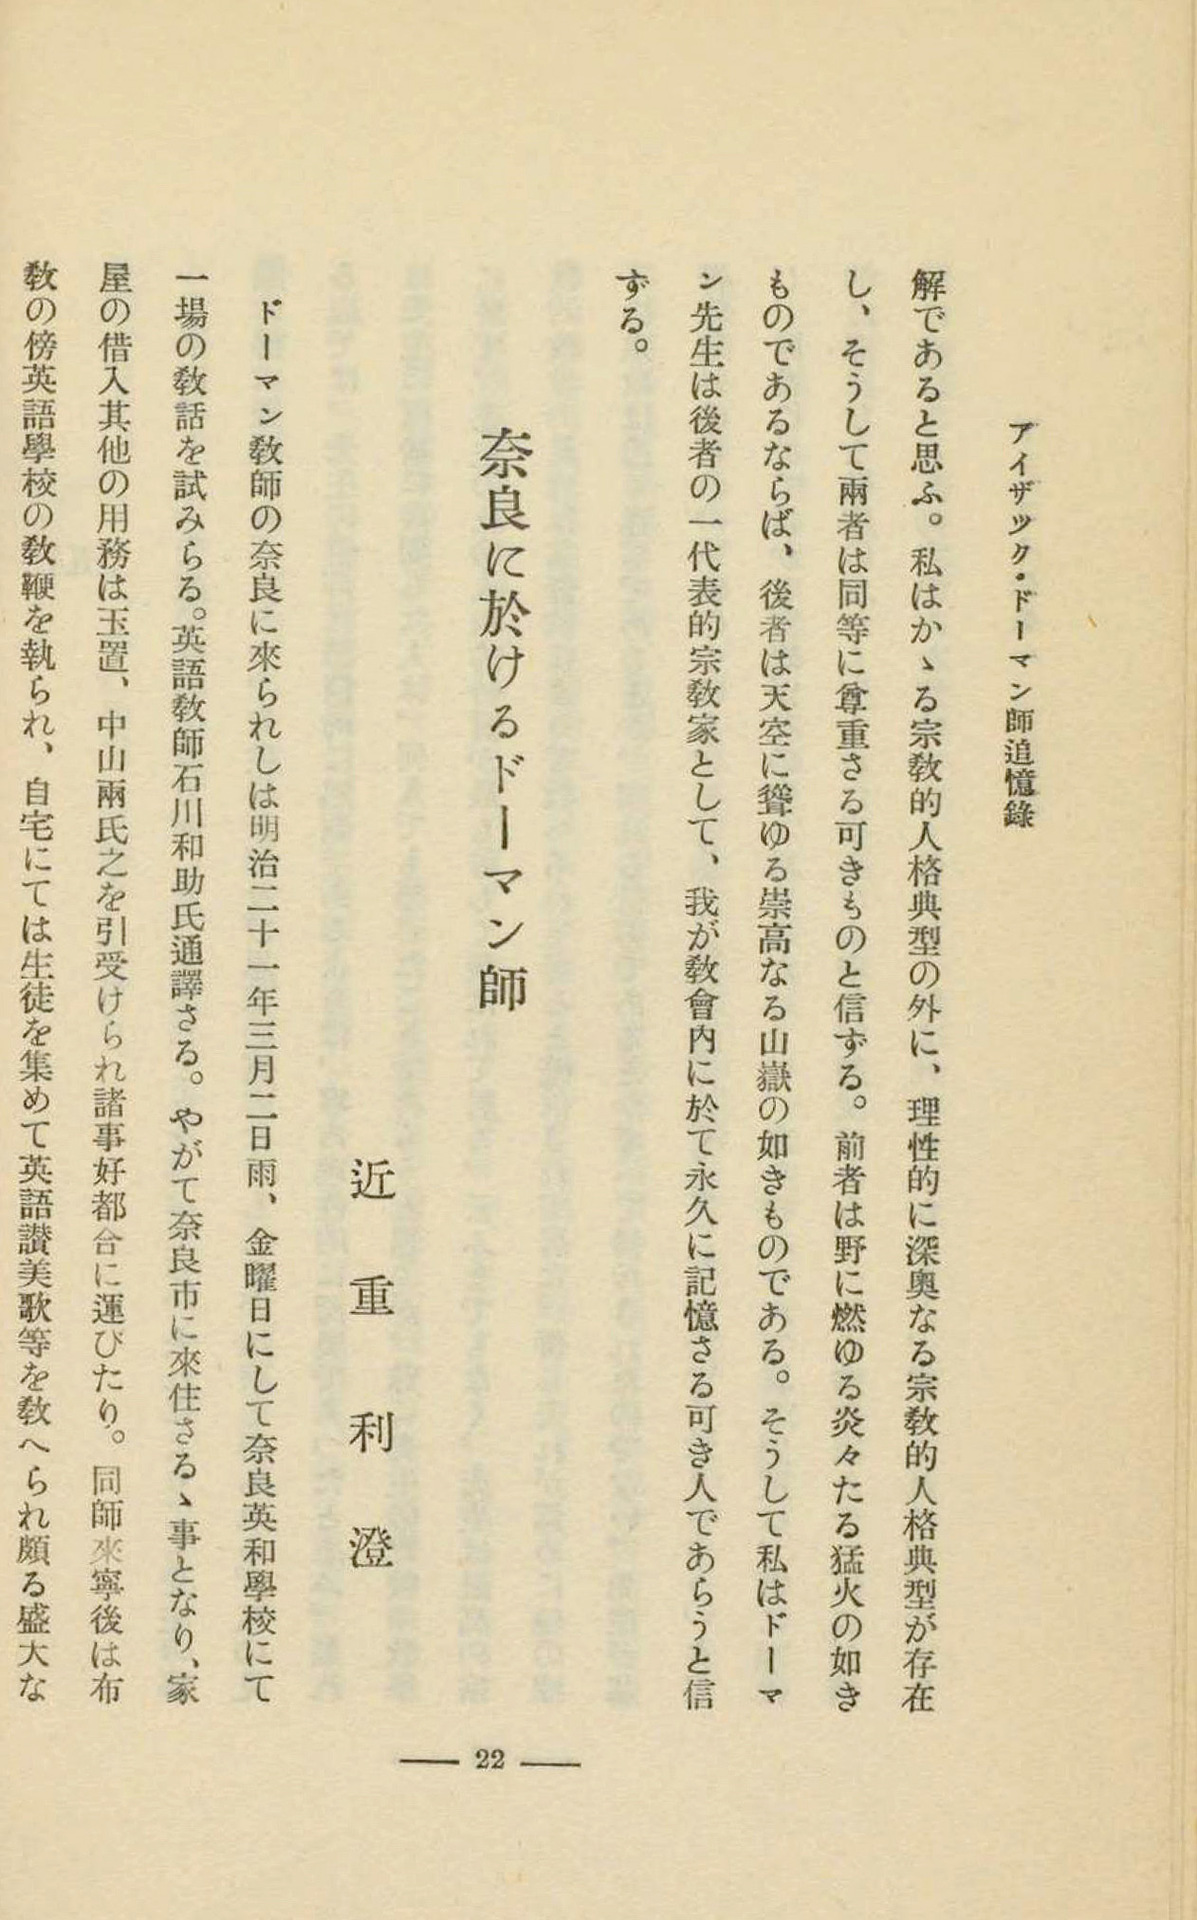 アイザック・ドーマン師追憶錄
解であると思ふ。私はかゝる宗敎的人格典型の外に、理性的に深奧なる宗敎的人格典型が存在
し、そうして兩者は同等に尊重さる可きものと信ずる。前者は野に燃ゆる炎々たる猛火の如き
ものであるならば、後者は天空に聳ゆる崇高なる山嶽の如きものである。そうして私はドーマ
ン先生は後者の一代表的宗敎家として、我が敎會內に於て永久に記憶さる可き人であらうと信
ずる。
奈良に於けるドーマン師
近重利澄
ドーマン敎師の奈良に來られしは明治二十一年三月二日雨、金曜日にして奈良英和學校にて
一場の敎話を試みらる。英語敎師石川和助氏通譯さる。やがて奈良市に來住さるゝ事となり、家
屋の借入其他の用務は玉置、中山兩氏之を引受けられ諸事好都合に運びたり。同師來寧後は布
敎の傍英語學校の敎鞭を執られ、自宅にては生徒を集めて英語讃美歌等を敎へられ頗る盛大な
22